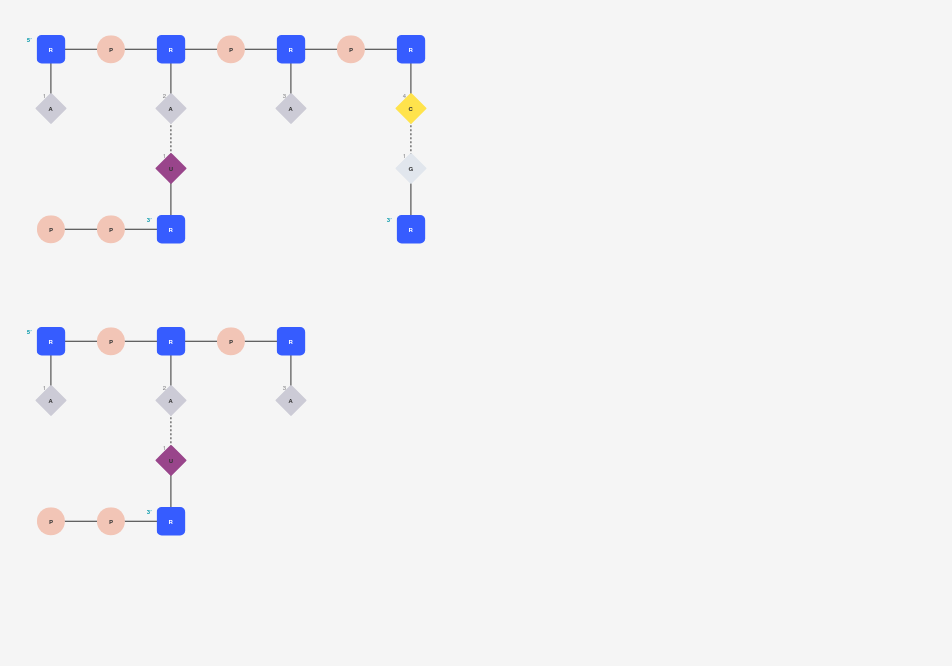 5'
R P R P R P R
1 2 3 4
A A A C
1 1
U G
3' 3'
P P R R
5'
R P R P R
1 2 3
A A A
1
U
3'
P P R